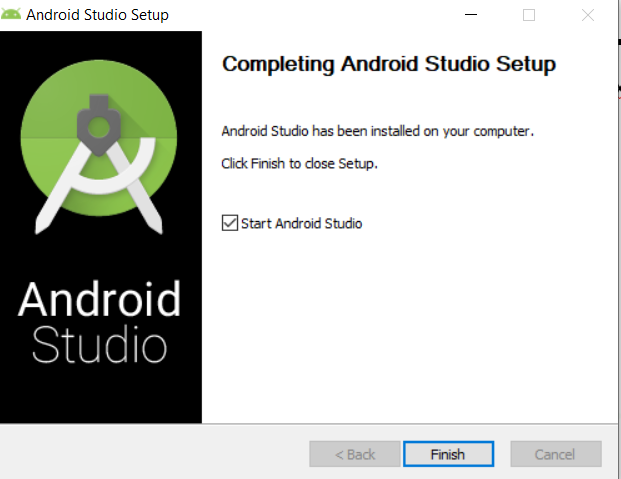 Android Studio Setup
Completing Android Studio Setup
Android Studio has been installed on your computer.
Click Finish to close Setup.
Start Android Studio
Android
Studio
< Back
Finish
Cancel